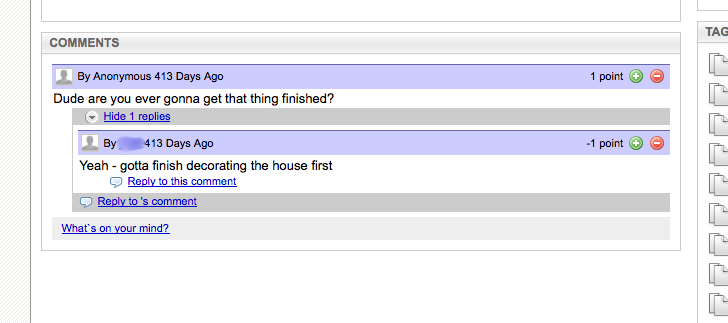 COMMENTS
TAG
By Anonymous 413 Days Ago 1 point
Dude are you ever gonna get that thing finished?
Hide 1 replies
By 413 Days Ago -1 point
Yeah - gotta finish decorating the house first
Reply to this comment
Reply to 's comment
What`s on your mind?